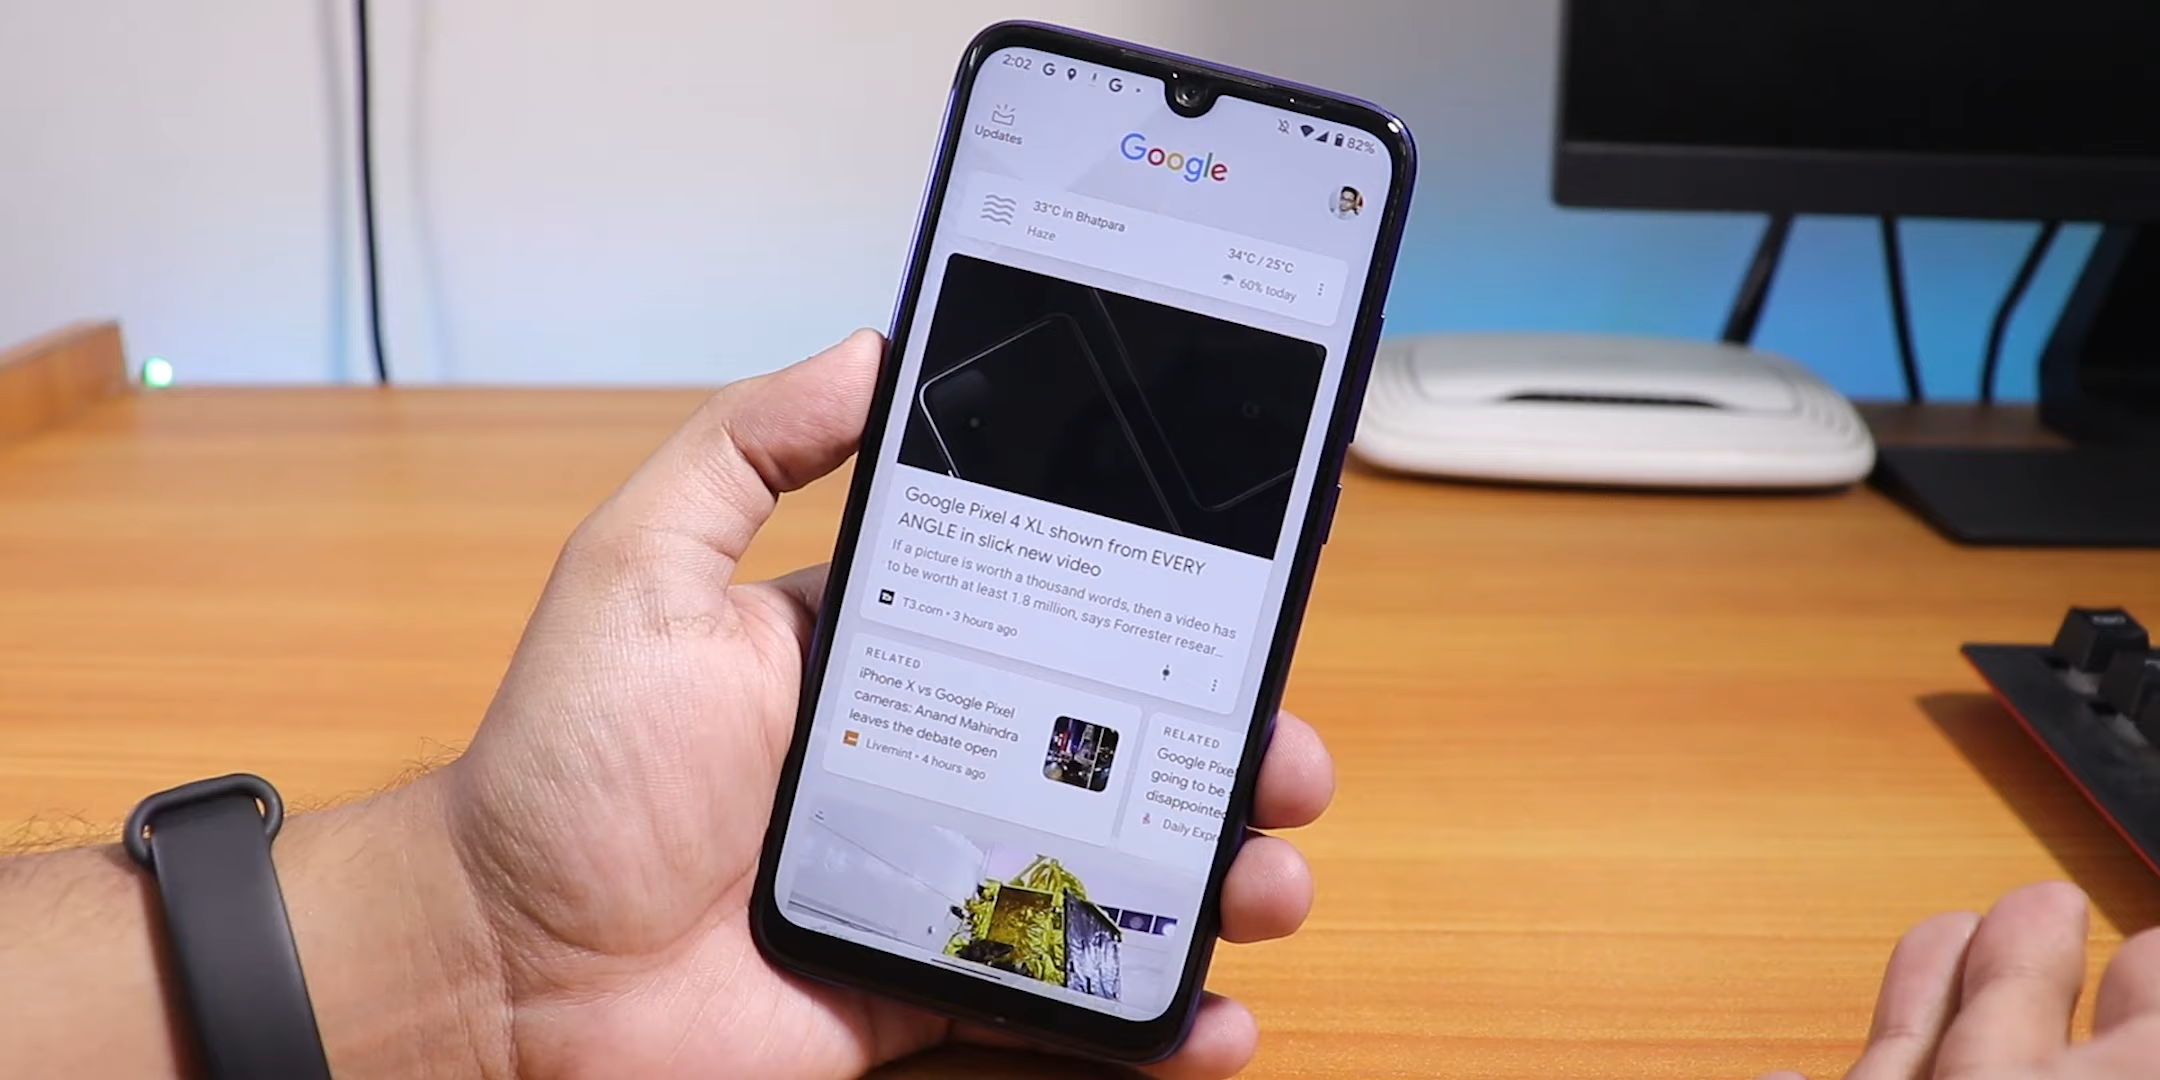 2:02
82%
Updates
Google
33°C in Bhatpara
Haze
34°C / 25°C
60% today
Google Pixel 4 XL shown from EVERY
ANGLE in slick new video
If a picture is worth a thousand words, then a video has
to be worth at least 1.8 million, says Forrester resear...
T3.com • 3 hours ago
RELATED
iPhone X vs Google Pixel
cameras: Anand Mahindra
leaves the debate open
Livemint • 4 hours ago
RELATED
Google Pixe
going to be
disappointed
Daily Expr